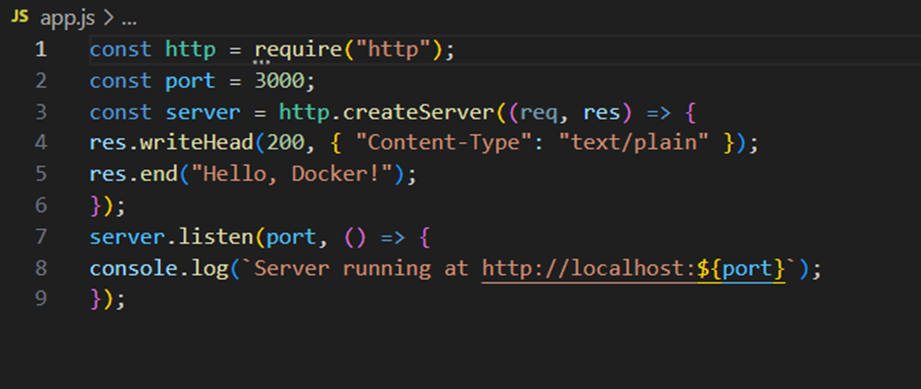 JS app.js > ...
1 const http = require("http");
2 const port = 3000;
3 const server = http.createServer((req, res) => {
4 res.writeHead(200, { "Content-Type": "text/plain" });
5 res.end("Hello, Docker!");
6 });
7 server.listen(port, () => {
8 console.log(`Server running at http://localhost:${port}`);
9 });